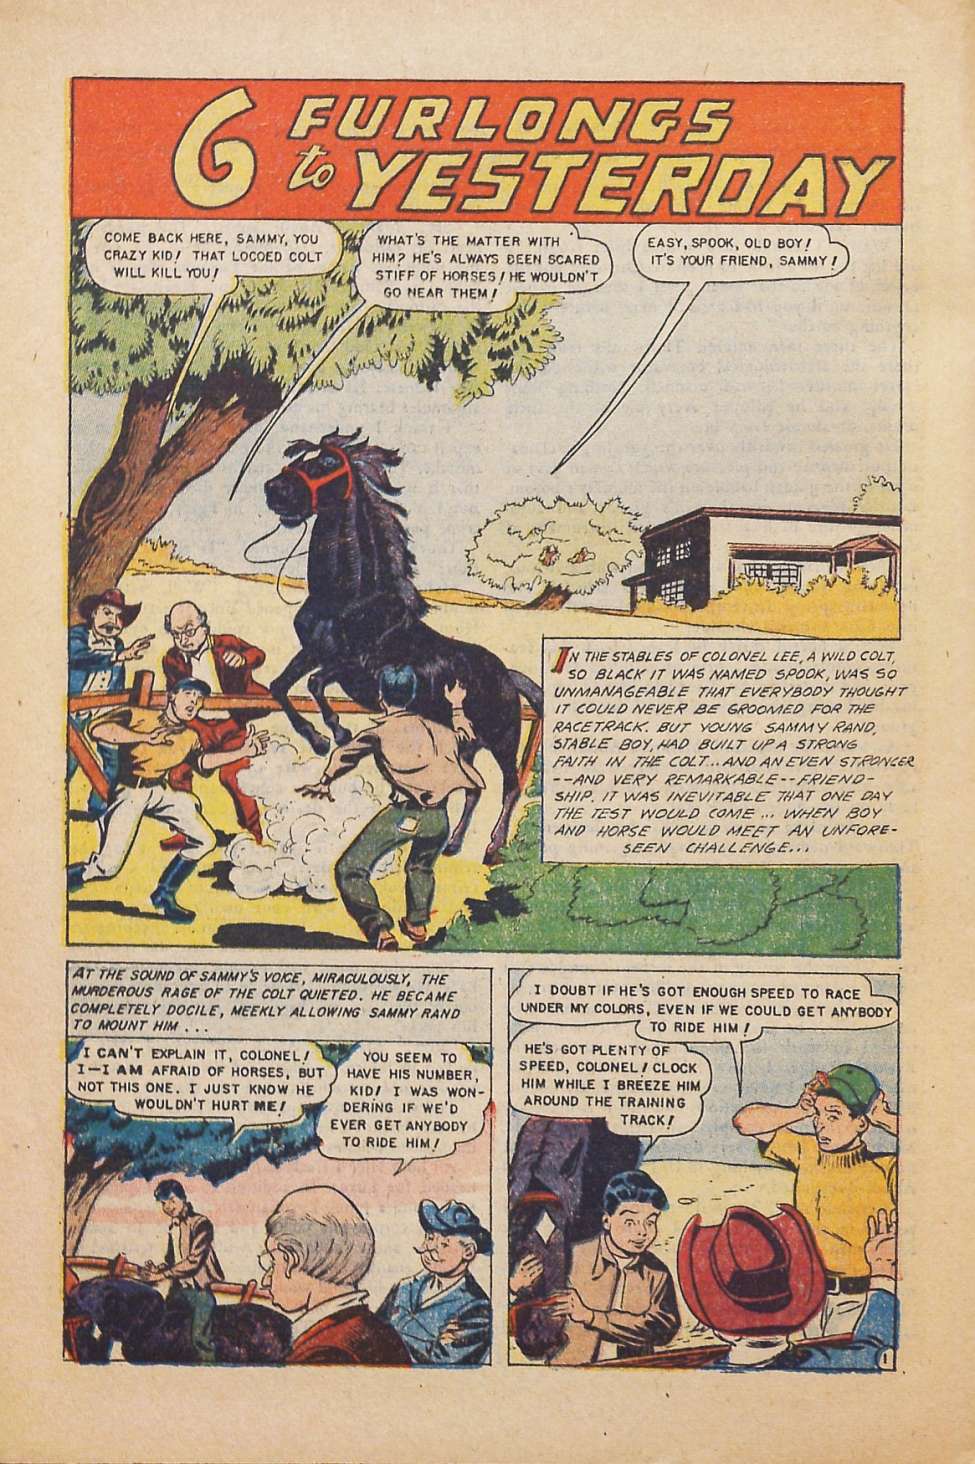 6 FURLONGS
to YESTERDAY
COME BACK HERE, SAMMY, YOU
CRAZY KID! THAT LOCOED COLT
WILL KILL YOU!
WHAT'S THE MATTER WITH
HIM? HE'S ALWAYS BEEN SCARED
STIFF OF HORSES! HE WOULDN'T
GO NEAR THEM!
EASY, SPOOK, OLD BOY!
IT'S YOUR FRIEND, SAMMY!
IN THE STABLES OF COLONEL LEE, A WILD COLT,
SO BLACK IT WAS NAMED SPOOK, WAS SO
UNMANAGEABLE THAT EVERYBODY THOUGHT
IT COULD NEVER BE GROOMED FOR THE
RACETRACK. BUT YOUNG SAMMY RAND,
STABLE BOY, HAD BUILT UP A STRONG
FAITH IN THE COLT...AND AN EVEN STRONGER
--AND VERY REMARKABLE--FRIEND-
SHIP. IT WAS INEVITABLE THAT ONE DAY
THE TEST WOULD COME... WHEN BOY
AND HORSE WOULD MEET AN UNFORE-
SEEN CHALLENGE...
AT THE SOUND OF SAMMY'S VOICE, MIRACULOUSLY, THE
MURDEROUS RAGE OF THE COLT QUIETED. HE BECAME
COMPLETELY DOCILE, MEEKLY ALLOWING SAMMY RAND
TO MOUNT HIM...
I CAN'T EXPLAIN IT, COLONEL!
I--I AM AFRAID OF HORSES, BUT
NOT THIS ONE. I JUST KNOW HE
WOULDN'T HURT ME!
YOU SEEM TO
HAVE HIS NUMBER,
KID! I WAS WON-
DERING IF WE'D
EVER GET ANYBODY
TO RIDE HIM!
I DOUBT IF HE'S GOT ENOUGH SPEED TO RACE
UNDER MY COLORS, EVEN IF WE COULD GET ANYBODY
TO RIDE HIM!
HE'S GOT PLENTY OF
SPEED, COLONEL! CLOCK
HIM WHILE I BREEZE HIM
AROUND THE TRAINING
TRACK!
1